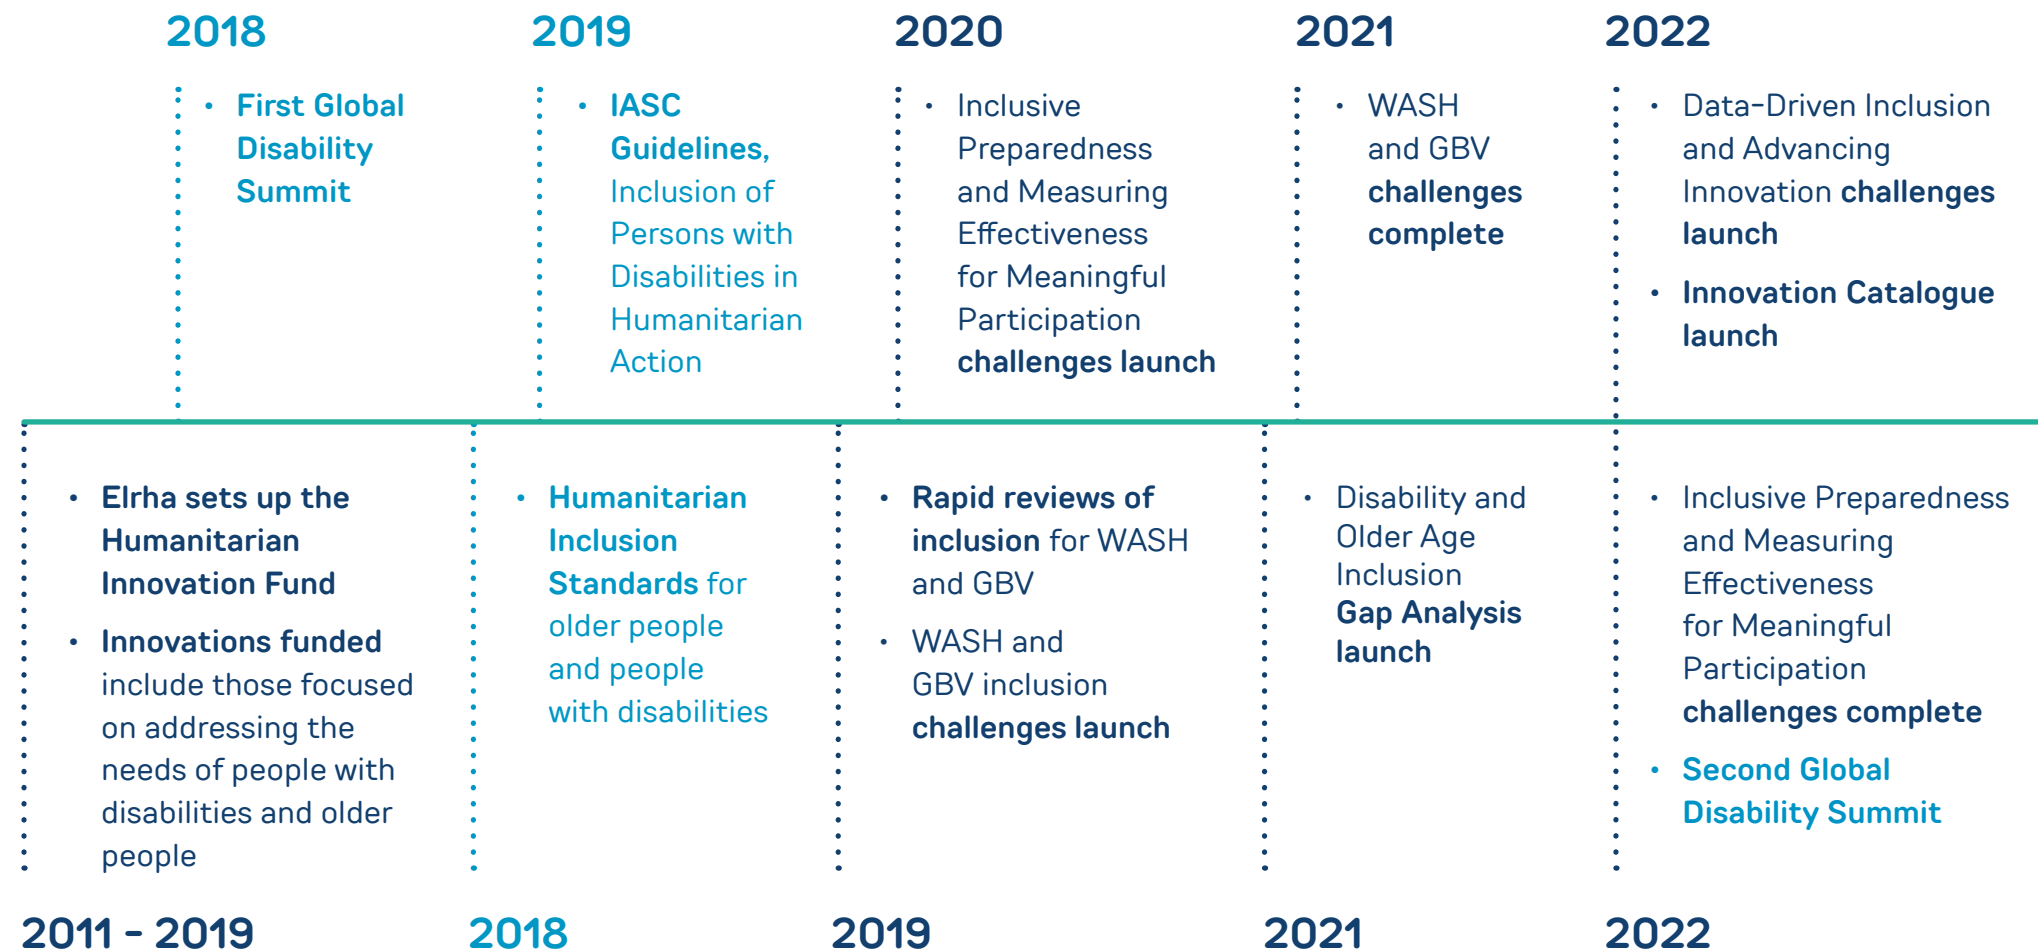 2018
• First Global
Disability
Summit
2019
• IASC
Guidelines,
Inclusion of
Persons with
Disabilities in
Humanitarian
Action
2020
• Inclusive
Preparedness
and Measuring
Effectiveness
for Meaningful
Participation
challenges launch
2021
• WASH
and GBV
challenges
complete
2022
• Data-Driven Inclusion
and Advancing
Innovation challenges
launch
• Innovation Catalogue
launch
• Elrha sets up the
Humanitarian
Innovation Fund
• Innovations funded
include those focused
on addressing the
needs of people with
disabilities and older
people
2011 - 2019
• Humanitarian
Inclusion
Standards for
older people
and people
with disabilities
2018
• Rapid reviews of
inclusion for WASH
and GBV
• WASH and
GBV inclusion
challenges launch
2019
• Disability and
Older Age
Inclusion
Gap Analysis
launch
2021
• Inclusive Preparedness
and Measuring
Effectiveness
for Meaningful
Participation
challenges complete
• Second Global
Disability Summit
2022